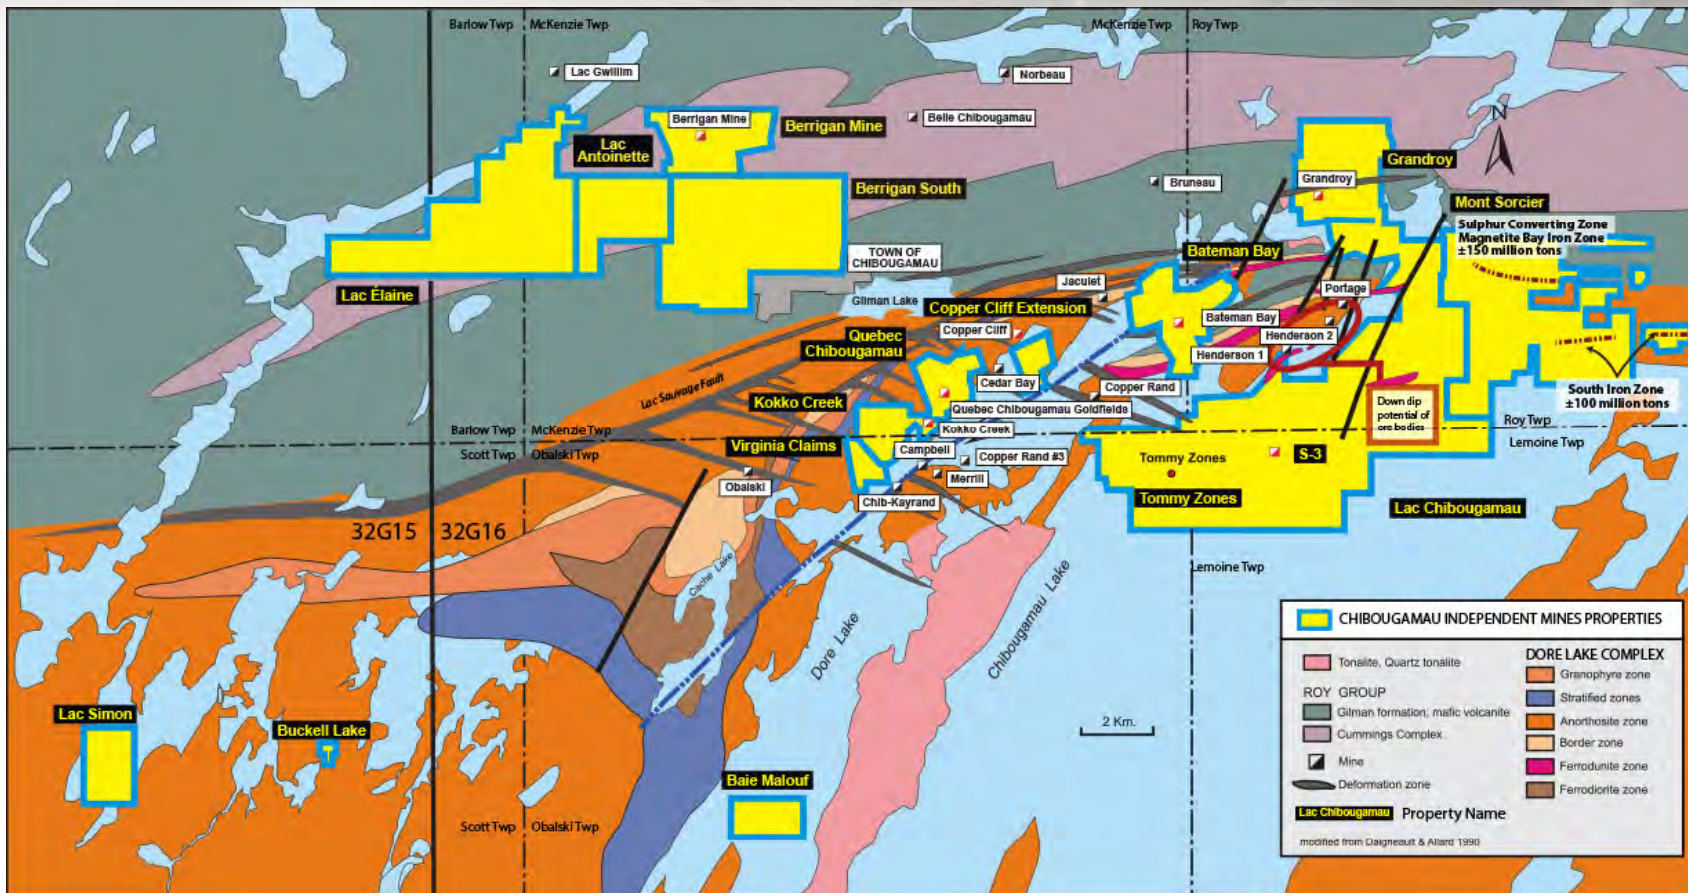 Barlow Twp
McKenzie Twp
McKenzie Twp
Roy Twp
Lac Gwillim
Norbeau
Berrigan Mine
Berrigan Mine
Belle Chibougamau
Lac
Antoinette
N
Grandroy
Berrigan South
Bruneau
Grandroy
Mont Sorcier
Sulphur Converting Zone
Magnetite Bay Iron Zone
±150 million tons
TOWN OF
CHIBOUGAMAU
Bateman Bay
Lac Élaine
Gilman Lake
Jaculet
Portage
Copper Cliff Extension
Bateman Bay
Copper Cliff
Henderson 2
Quebec
Chibougamau
Henderson 1
Lac Sauvage Fault
Cedar Bay
Copper Rand
South Iron Zone
±100 million tons
Kokko Creek
Quebec Chibougamau Goldfields
Down dip
potential of
ore bodies
Barlow Twp
McKenzie Twp
Kokko Creek
Roy Twp
Virginia Claims
Lemoine Twp
Scott Twp
Obalski Twp
Campbell
Copper Rand #3
Tommy Zones
S-3
Obalski
Merrill
Tommy Zones
Chib-Kayrand
Lac Chibougamau
32G15
32G16
Cache Lake
Lemoine Twp
Dore Lake
Chibougamau Lake
Lac Simon
Buckell Lake
2 Km.
Baie Malouf
Scott Twp
Obalski Twp
CHIBOUGAMAU INDEPENDENT MINES PROPERTIES
Tonalite, Quartz tonalite
ROY GROUP
Gilman formation; mafic volcanite
Cummings Complex
Mine
Deformation zone
DORE LAKE COMPLEX
Granophyre zone
Stratified zones
Anorthosite zone
Border zone
Ferrodunite zone
Ferrodiorite zone
Lac Chibougamau
Property Name
modified from Daigneault & Allard 1990